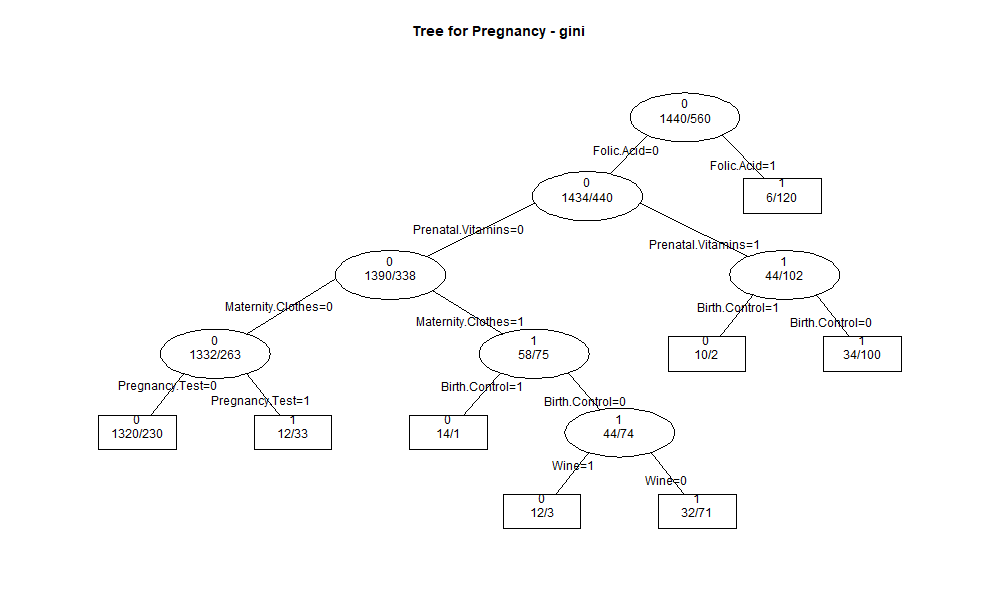 Tree for Pregnancy - gini
0
1440/560
Folic.Acid=0
Folic.Acid=1
0
1434/440
1
6/120
Prenatal.Vitamins=0
Prenatal.Vitamins=1
0
1390/338
1
44/102
Maternity.Clothes=0
Maternity.Clothes=1
Birth.Control=1
Birth.Control=0
0
1332/263
1
58/75
0
10/2
1
34/100
Pregnancy.Test=0
Pregnancy.Test=1
Birth.Control=1
Birth.Control=0
0
1320/230
1
12/33
0
14/1
1
44/74
Wine=1
Wine=0
0
12/3
1
32/71